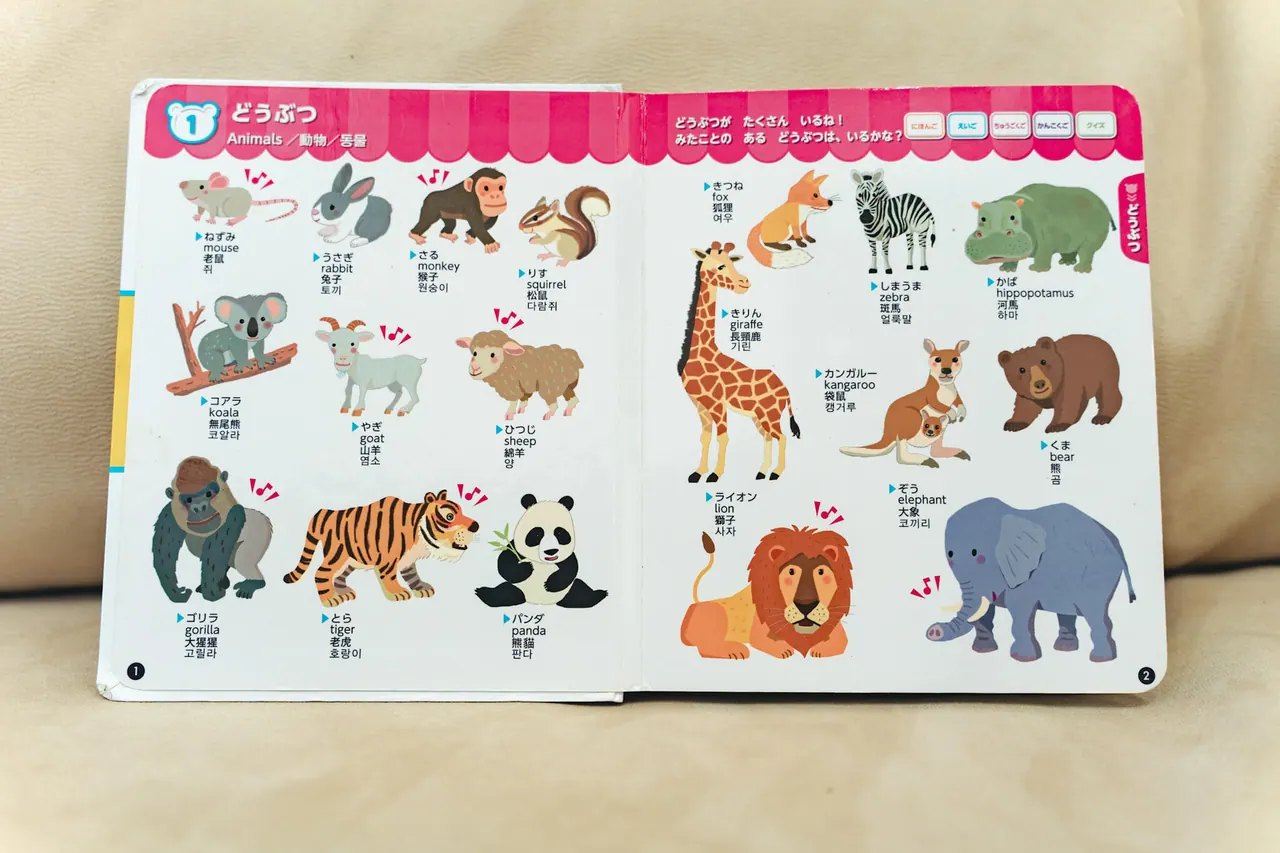 1
どうぶつ
Animals／動物／동물
ねずみ
mouse
老鼠
쥐
うさぎ
rabbit
兔子
토끼
さる
monkey
猴子
원숭이
りす
squirrel
松鼠
다람쥐
コアラ
koala
無尾熊
코알라
やぎ
goat
山羊
염소
ひつじ
sheep
綿羊
양
ゴリラ
gorilla
大猩猩
고릴라
とら
tiger
老虎
호랑이
パンダ
panda
熊貓
판다
1
どうぶつが たくさん いるね！
みたことの ある どうぶつは、いるかな？
にほんご
えいご
ちゅうごくご
かんこくご
クイズ
どうぶつ
きつね
fox
狐狸
여우
しまうま
zebra
斑馬
얼룩말
かば
hippopotamus
河馬
하마
きりん
giraffe
長頸鹿
기린
カンガルー
kangaroo
袋鼠
캥거루
くま
bear
熊
곰
ライオン
lion
獅子
사자
ぞう
elephant
大象
코끼리
2